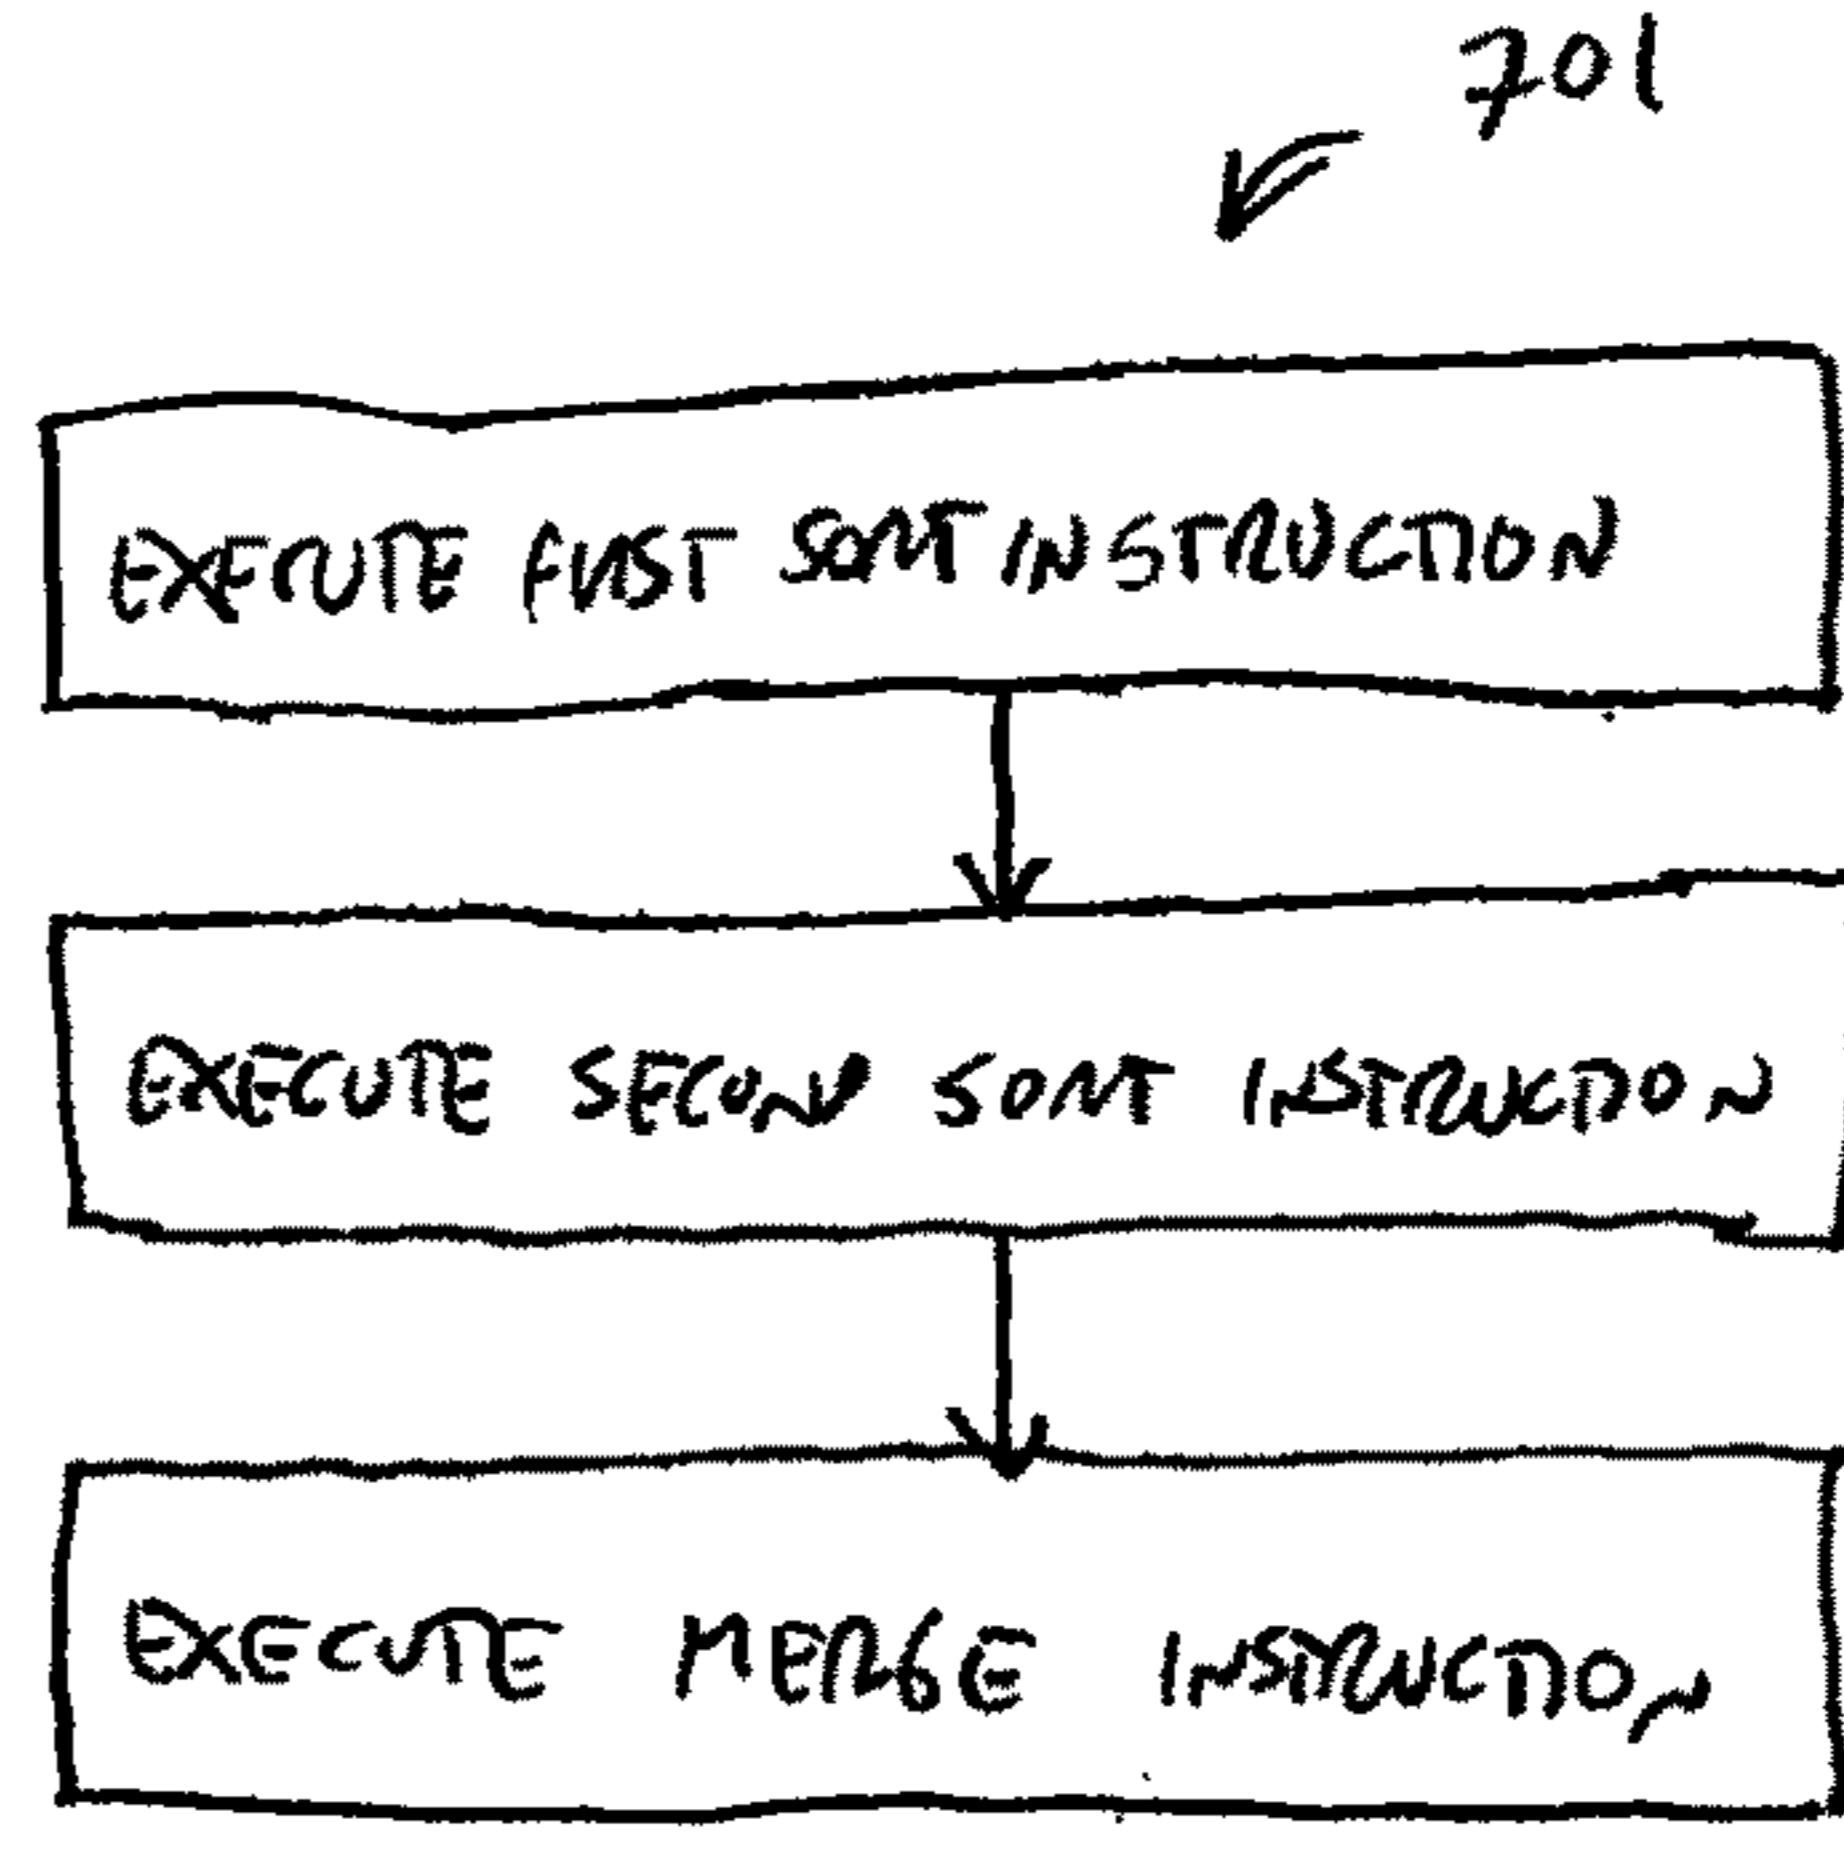 701
EXECUTE FIRST SORT INSTRUCTION
EXECUTE SECOND SORT INSTRUCTION
EXECUTE MERGE INSTRUCTION